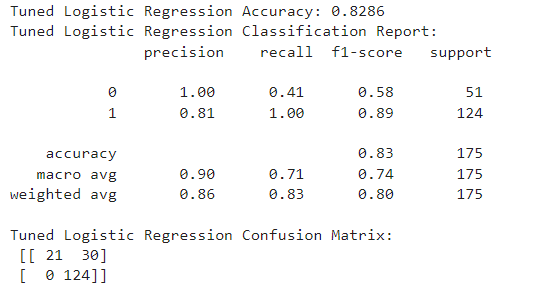 Tuned Logistic Regression Accuracy: 0.8286
Tuned Logistic Regression Classification Report:
precision recall f1-score support
0 1.00 0.41 0.58 51
1 0.81 1.00 0.89 124
accuracy 0.83 175
macro avg 0.90 0.71 0.74 175
weighted avg 0.86 0.83 0.80 175
Tuned Logistic Regression Confusion Matrix:
[[ 21 30]
[ 0 124]]